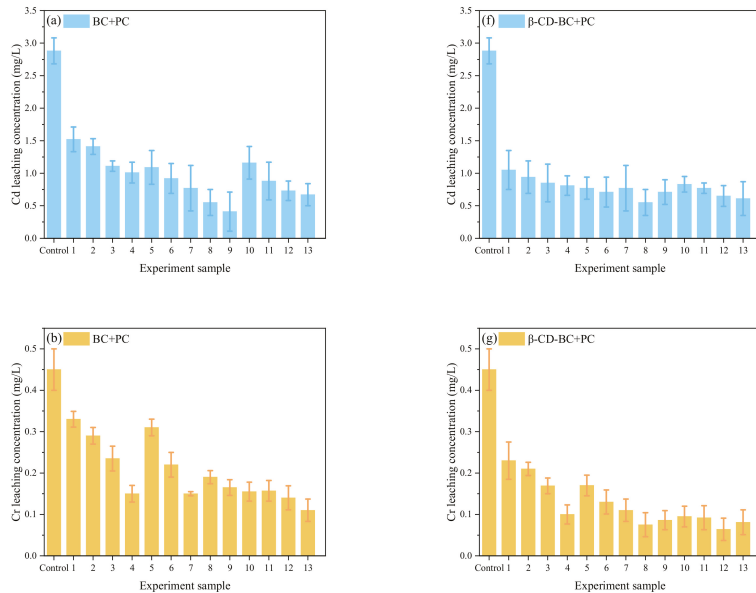 (a) BC+PC
Cd leaching concentration (mg/L)
3.5
3.0
2.5
2.0
1.5
1.0
0.5
0.0
Control 1 2 3 4 5 6 7 8 9 10 11 12 13
Experiment sample
(f) β-CD-BC+PC
Cd leaching concentration (mg/L)
3.5
3.0
2.5
2.0
1.5
1.0
0.5
0.0
Control 1 2 3 4 5 6 7 8 9 10 11 12 13
Experiment sample
(b) BC+PC
Cr leaching concentration (mg/L)
0.5
0.4
0.3
0.2
0.1
0.0
Control 1 2 3 4 5 6 7 8 9 10 11 12 13
Experiment sample
(g) β-CD-BC+PC
Cr leaching concentration (mg/L)
0.5
0.4
0.3
0.2
0.1
0.0
Control 1 2 3 4 5 6 7 8 9 10 11 12 13
Experiment sample